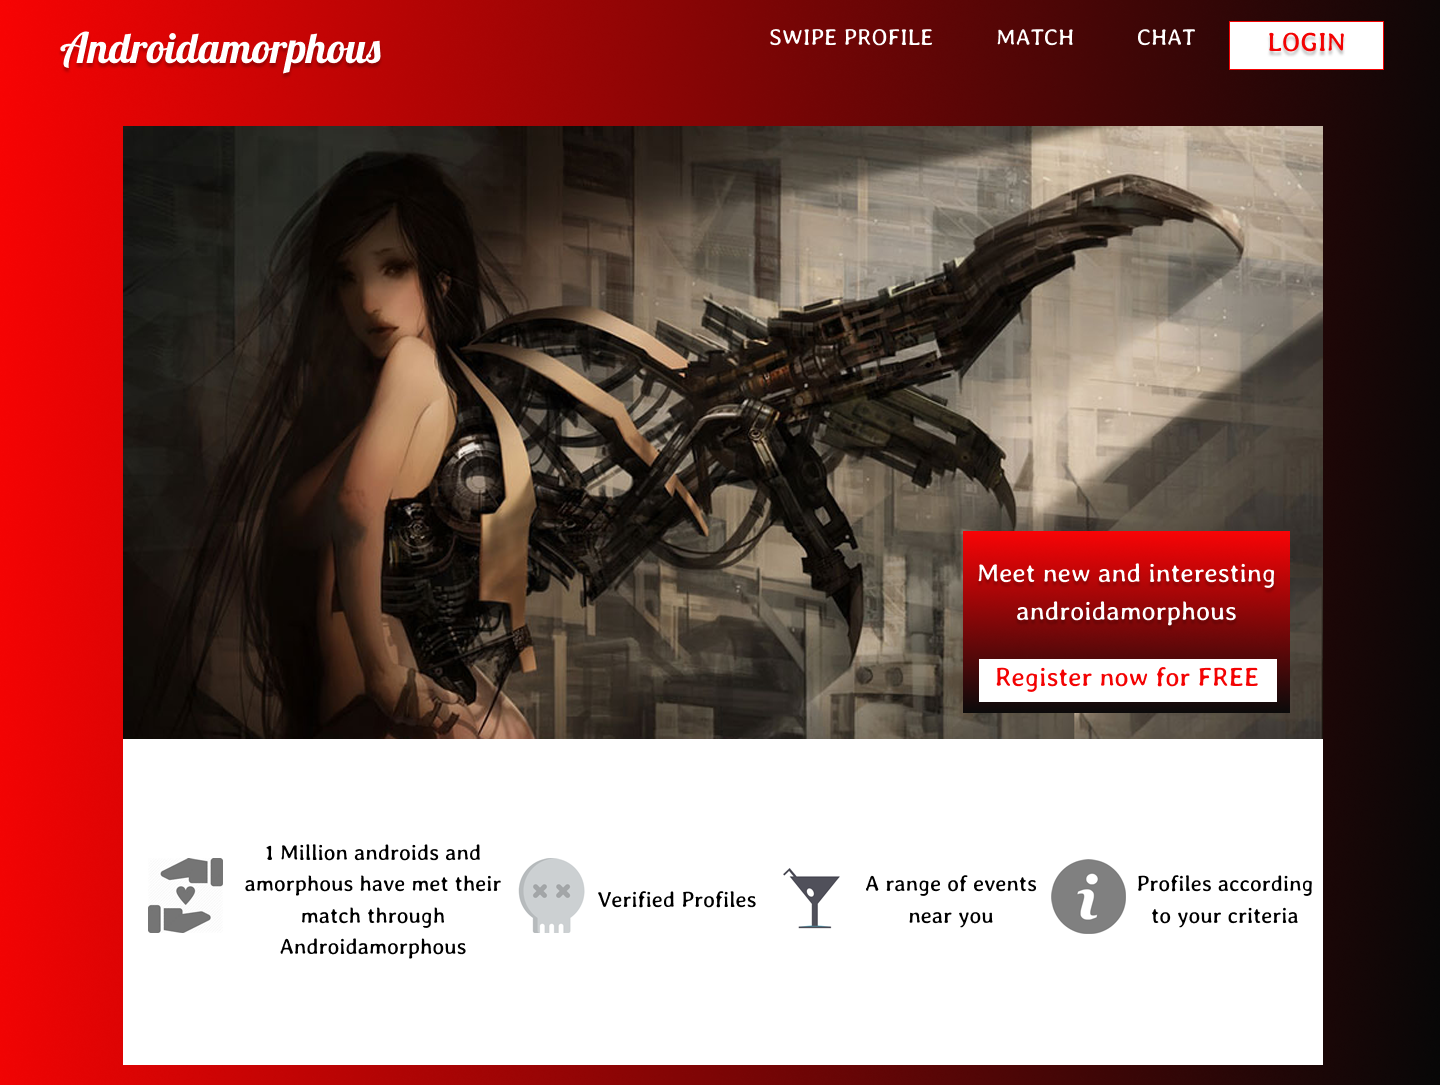 Androidamorphous
SWIPE PROFILE
MATCH
CHAT
LOGIN
Meet new and interesting
androidamorphous
Register now for FREE
1 Million androids and
amorphous have met their
match through
Androidamorphous
Verified Profiles
A range of events
near you
Profiles according
to your criteria